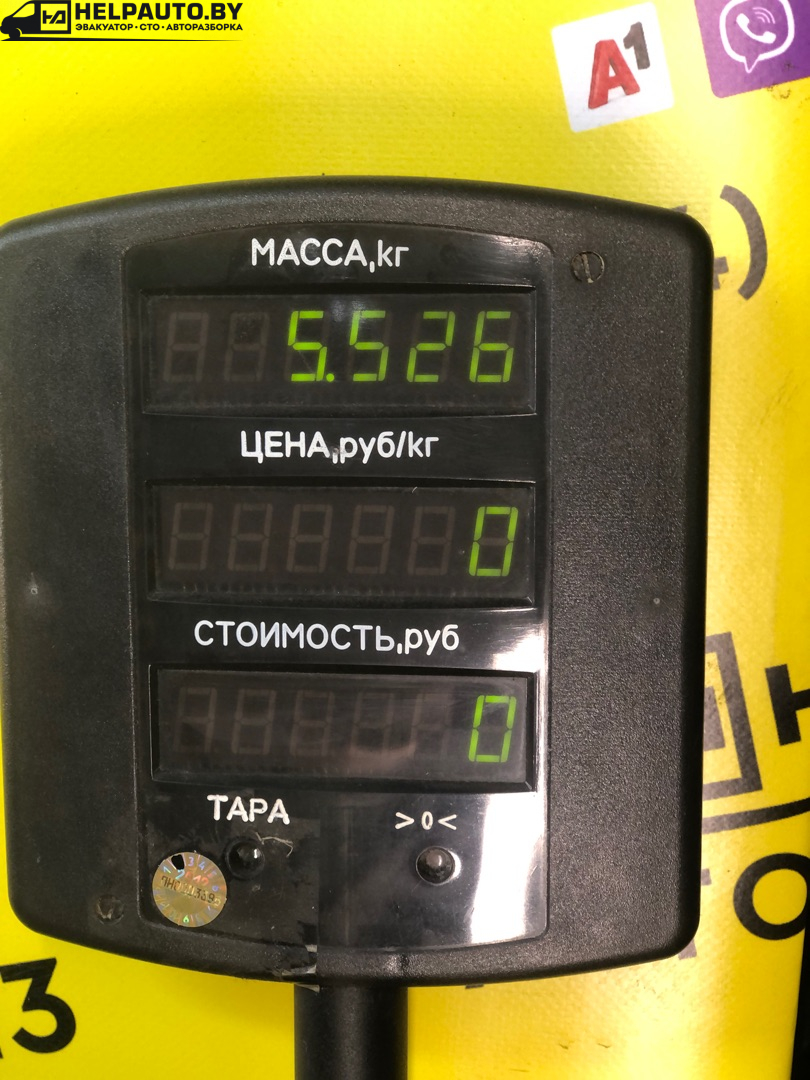 HELPAUTO.BY
ЭВАКУАТОР • СТО • АВТОРАЗБОРКА
A1
МАССА,кг
5.526
ЦЕНА,руб/кг
0
СТОИМОСТЬ,руб
0
ТАРА >0<